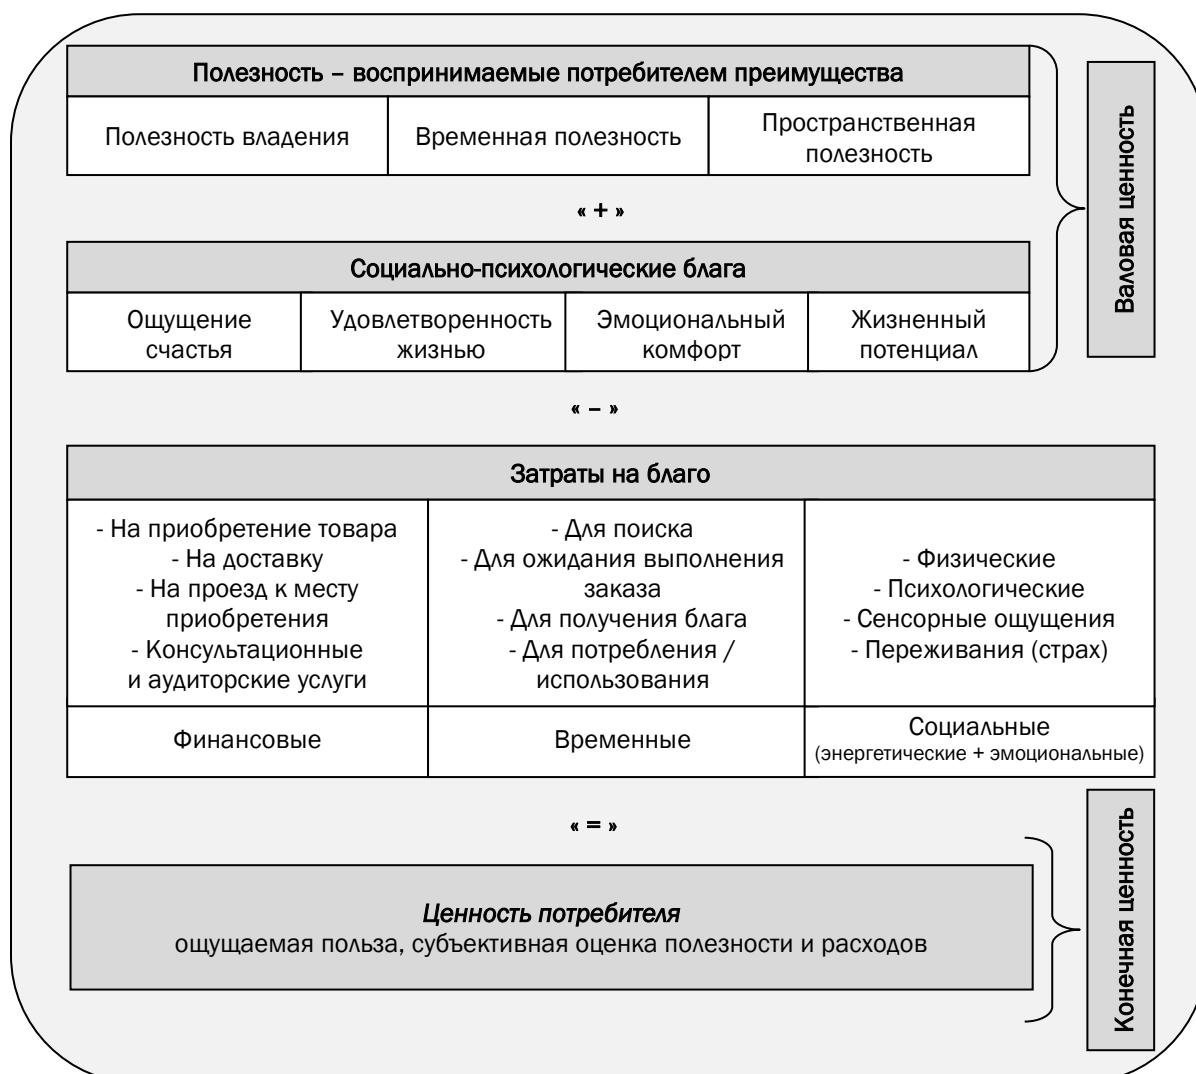 Полезность – воспринимаемые потребителем преимущества
Полезность владения
Временная полезность
Пространственная
полезность
Валовая ценность
« + »
Социально-психологические блага
Ощущение
счастья
Удовлетворенность
жизнью
Эмоциональный
комфорт
Жизненный
потенциал
« – »
Затраты на благо
- На приобретение товара
- На доставку
- На проезд к месту
приобретения
- Консультационные
и аудиторские услуги
- Для поиска
- Для ожидания выполнения
заказа
- Для получения блага
- Для потребления /
использования
- Физические
- Психологические
- Сенсорные ощущения
- Переживания (страх)
Финансовые
Временные
Социальные
(энергетические + эмоциональные)
« = »
Ценность потребителя
ощущаемая польза, субъективная оценка полезности и расходов
Конечная ценность